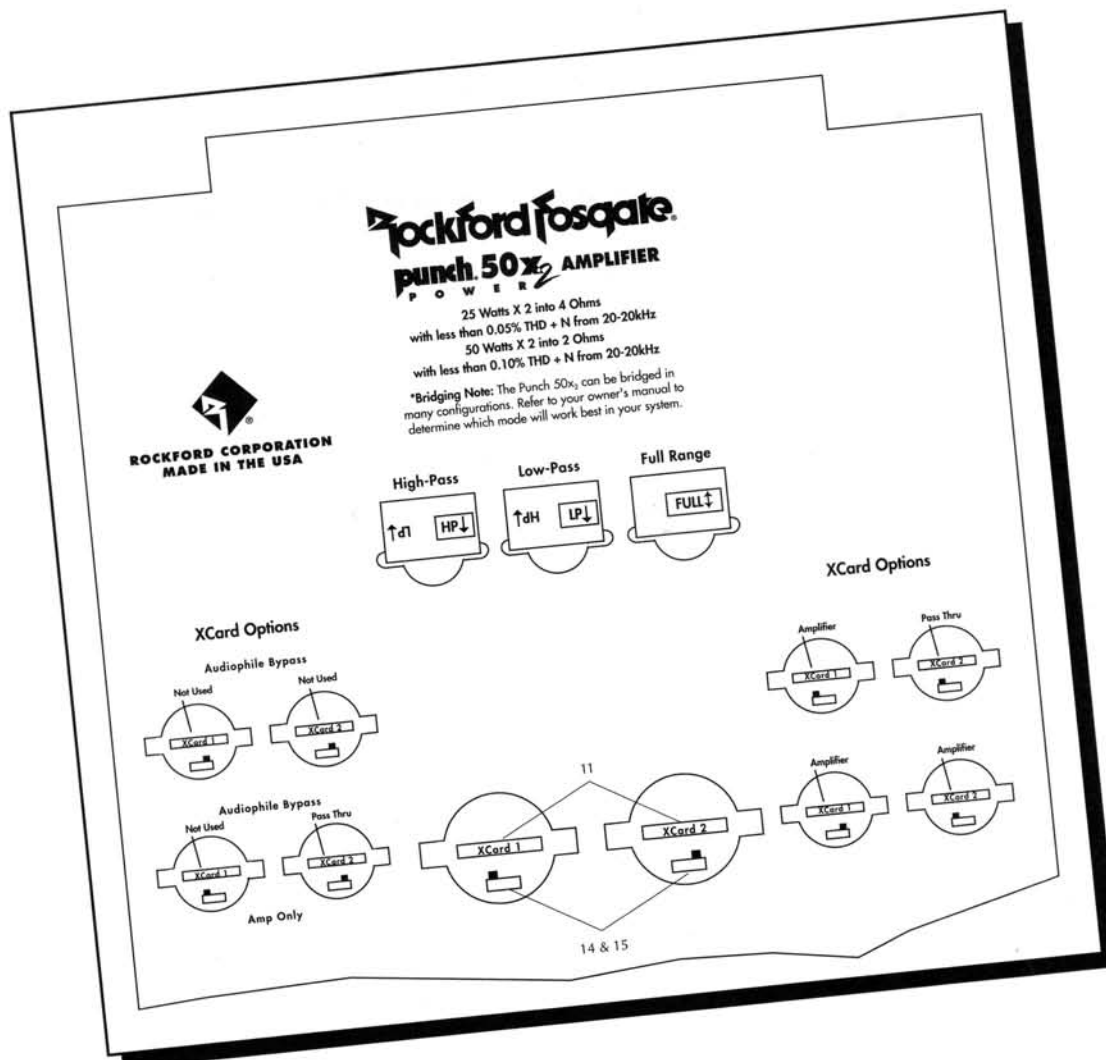 Rockford Fosgate®
punch® 50x2 AMPLIFIER
POWER
25 Watts X 2 into 4 Ohms
with less than 0.05% THD + N from 20-20kHz
50 Watts X 2 into 2 Ohms
with less than 0.10% THD + N from 20-20kHz
*Bridging Note: The Punch 50x₂ can be bridged in
many configurations. Refer to your owner's manual to
determine which mode will work best in your system.
®
ROCKFORD CORPORATION
MADE IN THE USA
High-Pass
Low-Pass
Full Range
LP↓ HP↓
HP↓ LP↓
FULL↕
XCard Options
Audiophile Bypass
Not Used
Not Used
XCard 1
XCard 2
Audiophile Bypass
Not Used
Pass Thru
XCard 1
XCard 2
Amp Only
11
XCard 1
XCard 2
14 & 15
XCard Options
Amplifier
Pass Thru
XCard 1
XCard 2
Amplifier
Amplifier
XCard 1
XCard 2